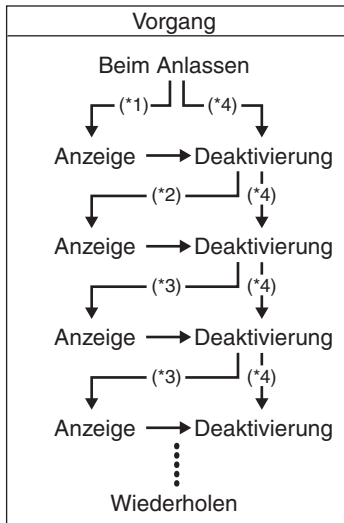 Vorgang
Beim Anlassen
(*1) (*4)
Anzeige Deaktivierung
(*2) (*4)
Anzeige Deaktivierung
(*3) (*4)
Anzeige Deaktivierung
(*3) (*4)
Anzeige Deaktivierung
Wiederholen